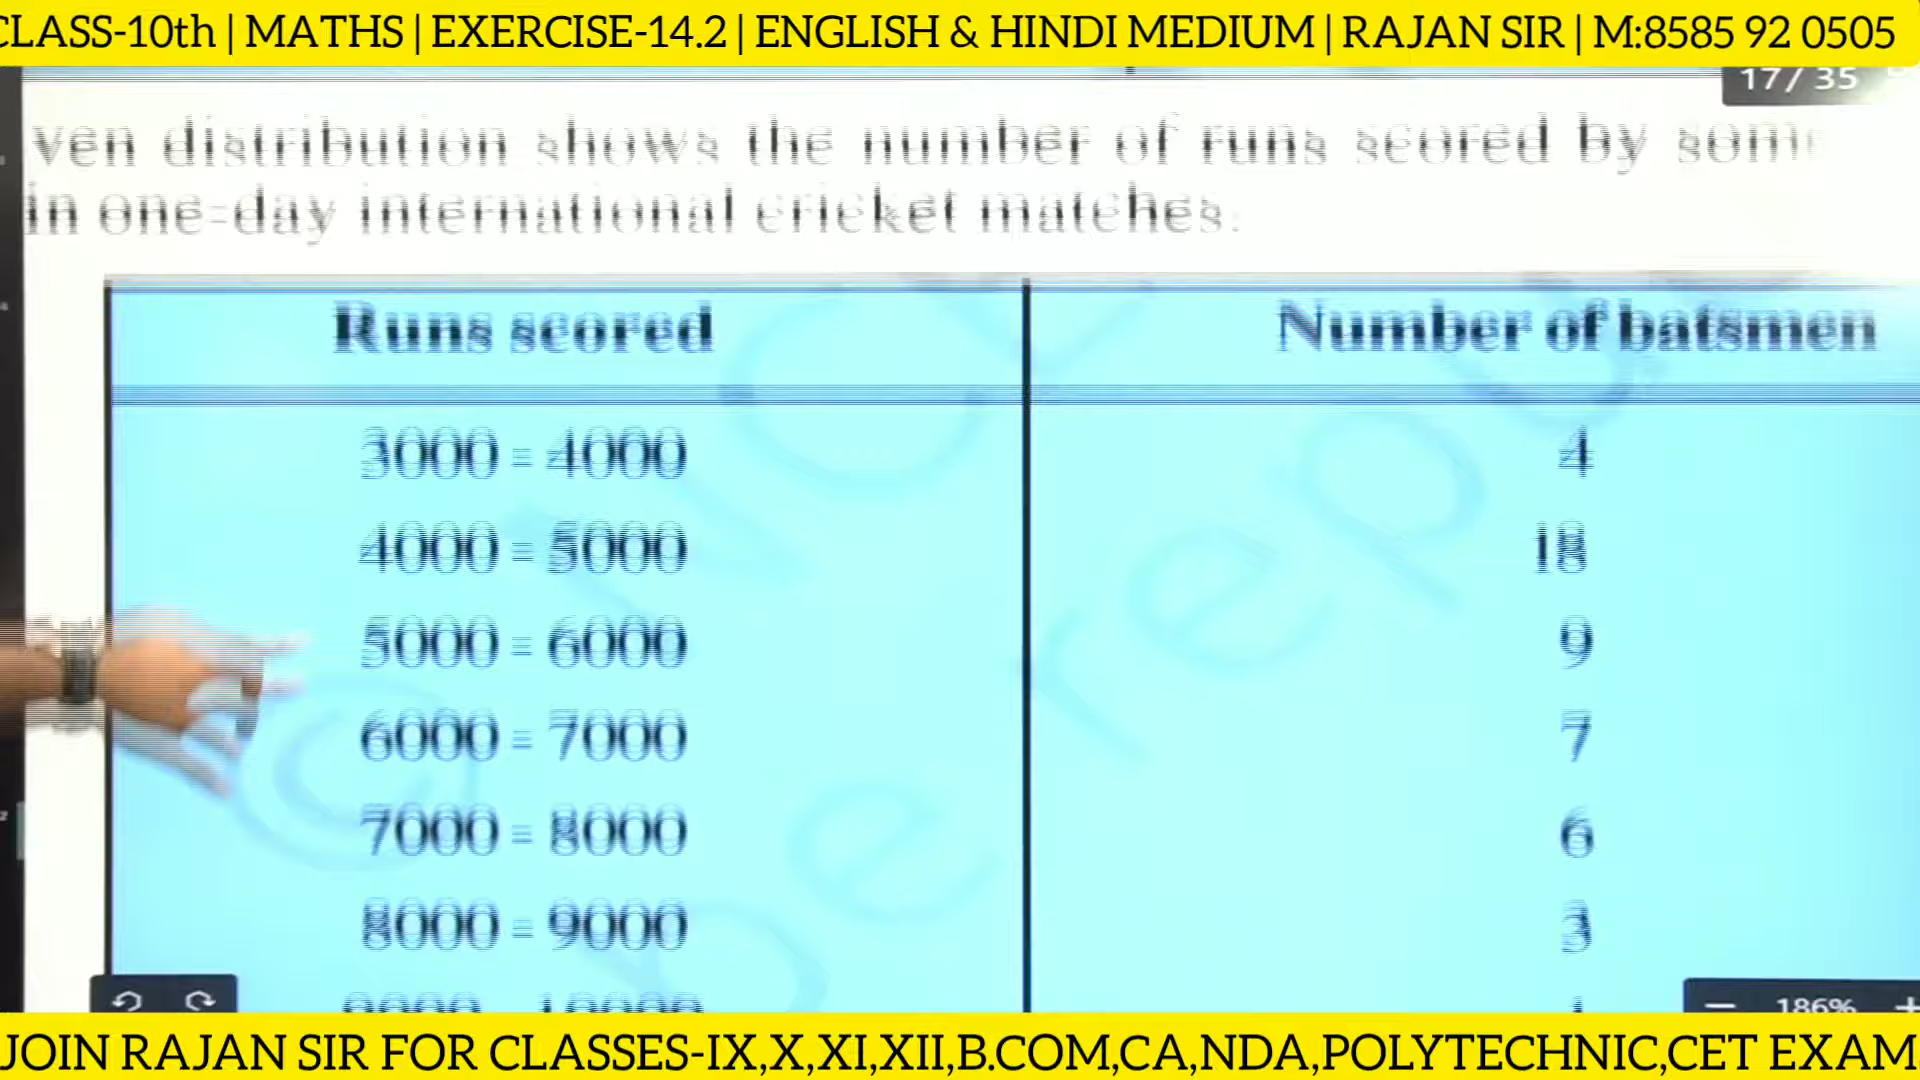 CLASS-10th | MATHS | EXERCISE-14.2 | ENGLISH & HINDI MEDIUM | RAJAN SIR | M:8585 92 0505
17/ 35
ven distribution shows the number of runs scored by some
in one-day international cricket matches.
Runs scored Number of batsmen
3000 - 4000 4
4000 - 5000 18
5000 - 6000 9
6000 - 7000 7
7000 - 8000 6
8000 - 9000 3
9000 - 10000
186%
JOIN RAJAN SIR FOR CLASSES-IX,X,XI,XII,B.COM,CA,NDA,POLYTECHNIC,CET EXAM